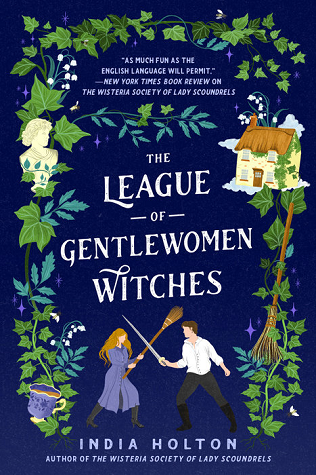 "AS MUCH FUN AS THE
ENGLISH LANGUAGE WILL PERMIT."
—NEW YORK TIMES BOOK REVIEW ON
THE WISTERIA SOCIETY OF LADY SCOUNDRELS
THE
LEAGUE
— OF —
GENTLEWOMEN
WITCHES
INDIA HOLTON
AUTHOR OF THE WISTERIA SOCIETY OF LADY SCOUNDRELS